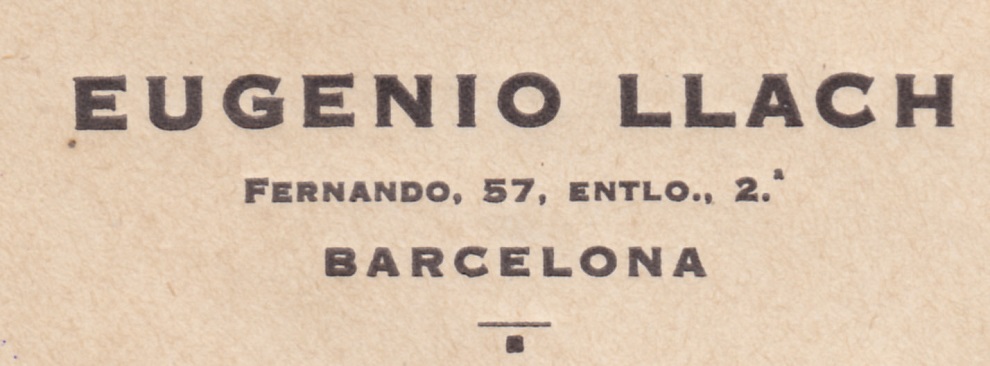 EUGENIO LLACH
FERNANDO, 57, ENTLO., 2.ª
BARCELONA